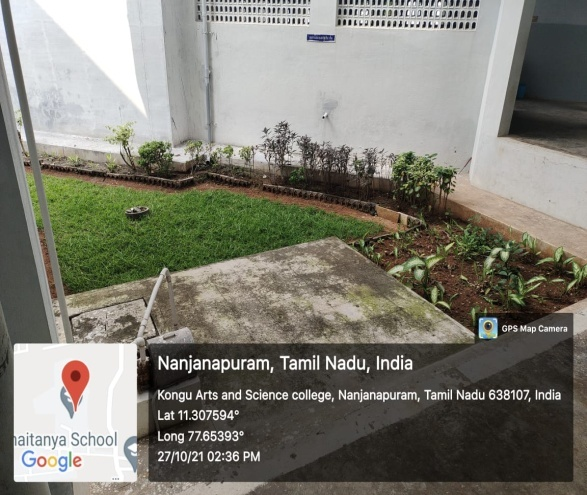 GPS Map Camera
Nanjanapuram, Tamil Nadu, India
Kongu Arts and Science college, Nanjanapuram, Tamil Nadu 638107, India
Lat 11.307594°
Long 77.65393°
27/10/21 02:36 PM
naitanya School
Google